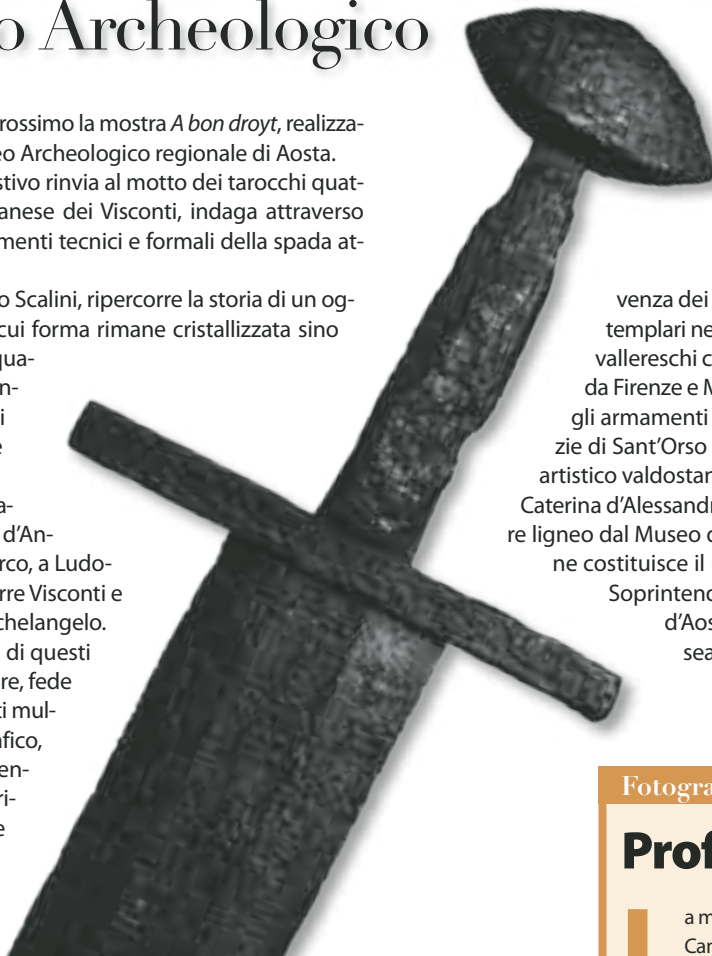 o Archeologico
rossimo la mostra A bon droyt, realizza-
eo Archeologico regionale di Aosta.
stivo rinvia al motto dei tarocchi quat-
anese dei Visconti, indaga attraverso
menti tecnici e formali della spada at-
o Scalini, ripercorre la storia di un og-
cui forma rimane cristallizzata sino
qua-
n-
i
e
a-
d'An-
rco, a Ludo-
rre Visconti e
chelangelo.
di questi
re, fede
ti mul-
afico,
en-
ri-
e
venza dei
templari ne
vallereschi c
da Firenze e M
gli armamenti
zie di Sant'Orso
artistico valdostan
Caterina d'Alessandr
re ligneo dal Museo d
ne costituisce il
Soprintend
d'Aos
sea
Fotogra
Prof
a m
Car